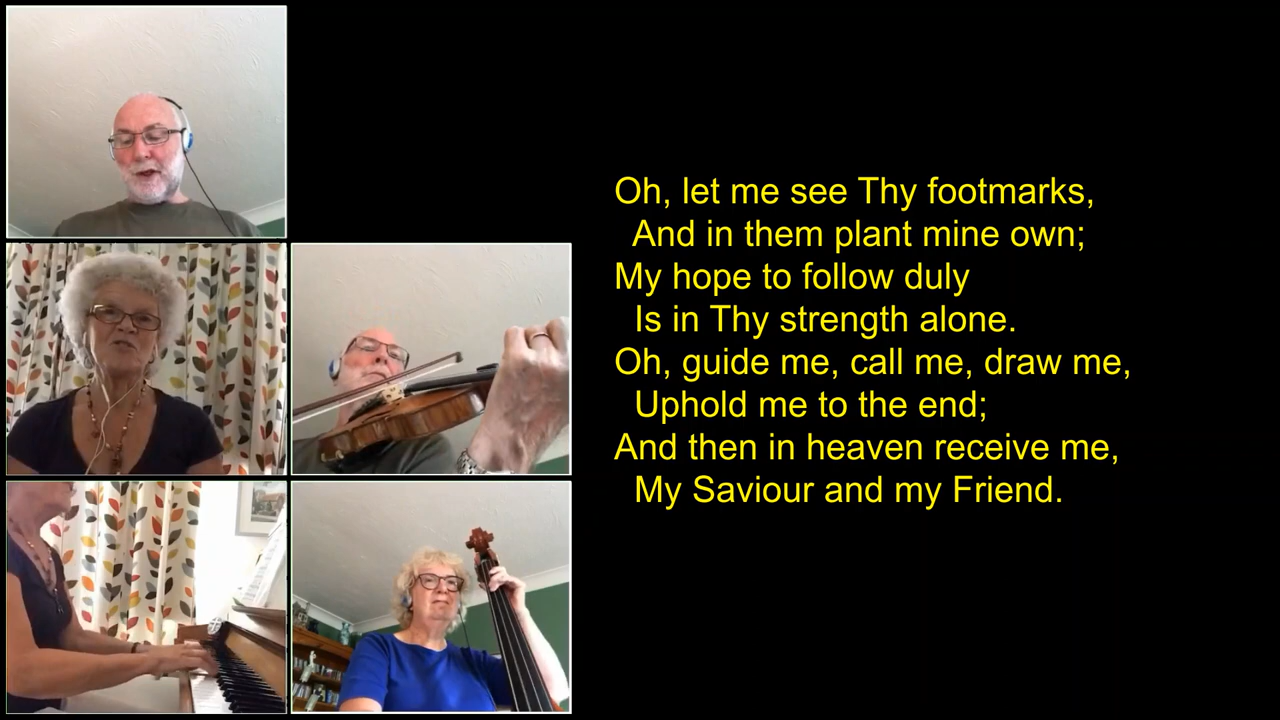 Oh, let me see Thy footmarks,
And in them plant mine own;
My hope to follow duly
Is in Thy strength alone.
Oh, guide me, call me, draw me,
Uphold me to the end;
And then in heaven receive me,
My Saviour and my Friend.